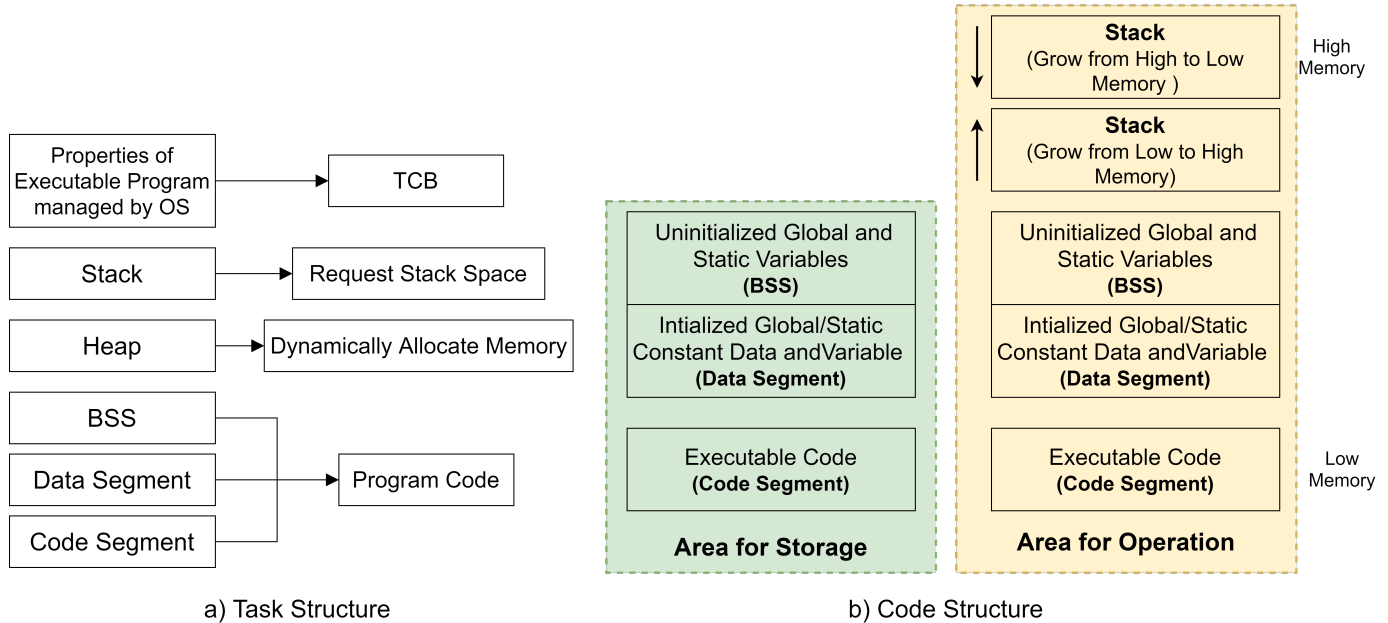 Properties of
Executable Program
managed by OS
TCB
Stack
Request Stack Space
Heap
Dynamically Allocate Memory
BSS
Data Segment
Program Code
Code Segment
a) Task Structure
Uninitialized Global and
Static Variables
(BSS)
Intialized Global/Static
Constant Data andVariable
(Data Segment)
Executable Code
(Code Segment)
Area for Storage
Stack
(Grow from High to Low
Memory )
Stack
(Grow from Low to High
Memory)
Uninitialized Global and
Static Variables
(BSS)
Intialized Global/Static
Constant Data andVariable
(Data Segment)
Executable Code
(Code Segment)
Area for Operation
High
Memory
Low
Memory
b) Code Structure